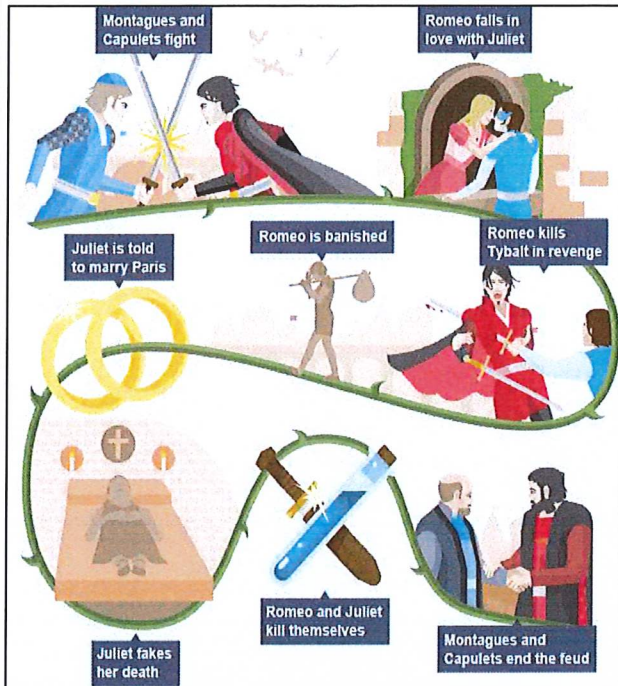 Montagues and
Capulets fight
Romeo falls in
love with Juliet
Romeo kills
Tybalt in revenge
Romeo is banished
Juliet is told
to marry Paris
Juliet fakes
her death
Romeo and Juliet
kill themselves
Montagues and
Capulets end the feud